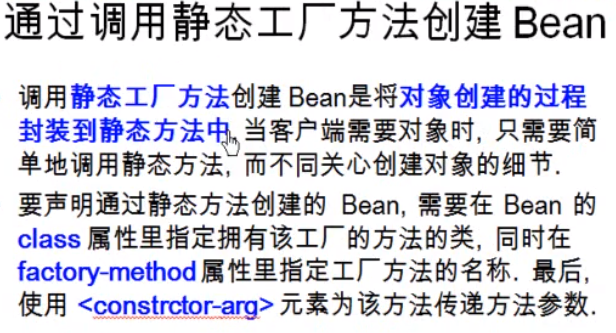 通过调用静态工厂方法创建 Bean
调用静态工厂方法创建 Bean是将对象创建的过程
封装到静态方法中. 当客户端需要对象时, 只需要简
单地调用静态方法, 而不同关心创建对象的细节.
要声明通过静态方法创建的 Bean, 需要在 Bean 的
class 属性里指定拥有该工厂的方法的类, 同时在
factory-method 属性里指定工厂方法的名称. 最后,
使用 <constrctor-arg> 元素为该方法传递方法参数.